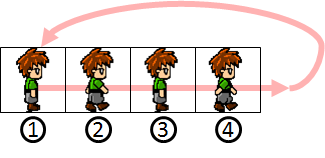 ① ② ③ ④